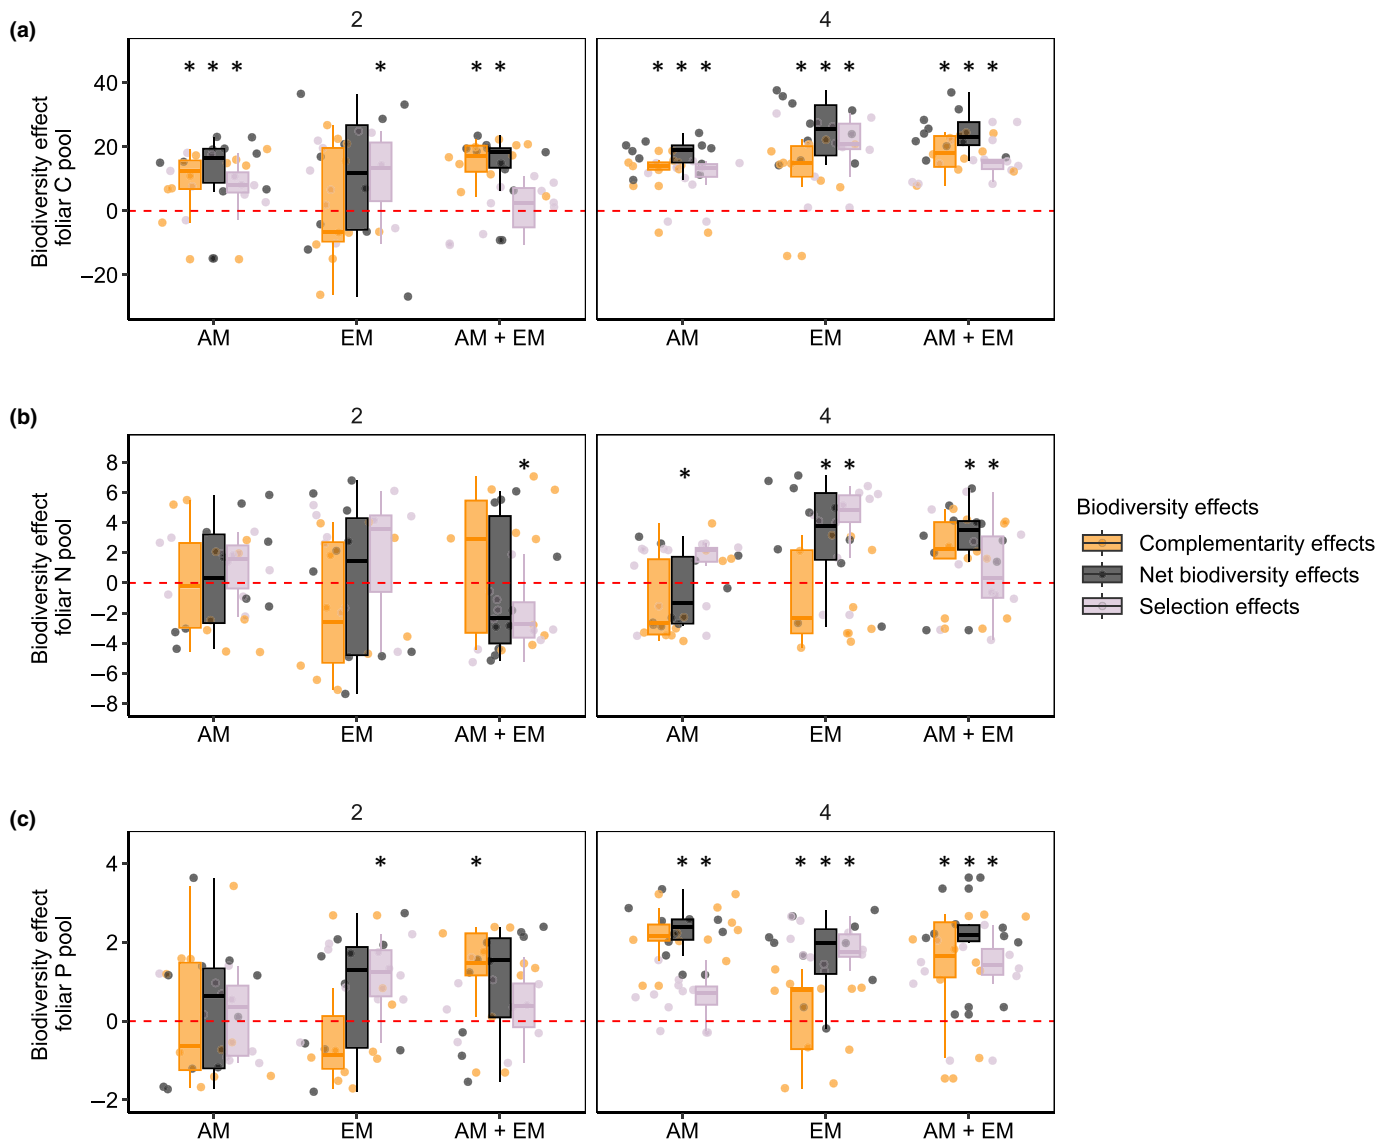 (a)
2
4
Biodiversity effect
foliar C pool
40
20
0
−20
* * *
*
* *
* * *
* * *
* * *
AM
EM
AM + EM
AM
EM
AM + EM
(b)
2
4
Biodiversity effect
foliar N pool
8
6
4
2
0
−2
−4
−6
−8
*
*
* *
* *
AM
EM
AM + EM
AM
EM
AM + EM
Biodiversity effects
Complementarity effects
Net biodiversity effects
Selection effects
(c)
2
4
Biodiversity effect
foliar P pool
4
2
0
−2
*
*
* *
* * *
* * *
AM
EM
AM + EM
AM
EM
AM + EM